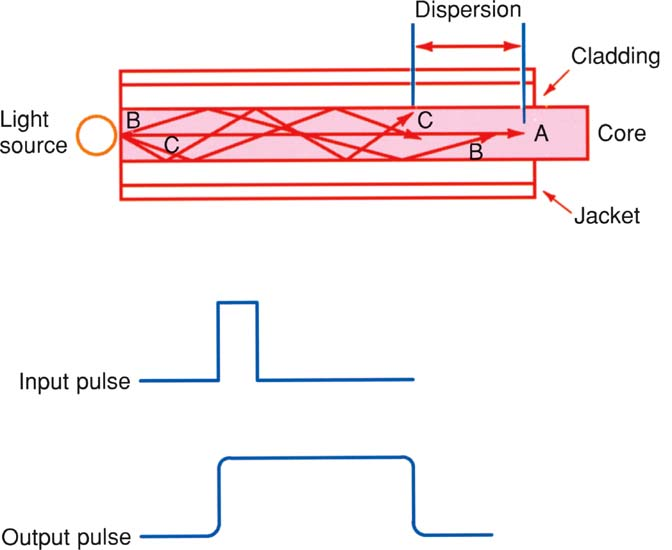 Dispersion
Cladding
Light
source
B
C
C
B
A
Core
Jacket
Input pulse
Output pulse